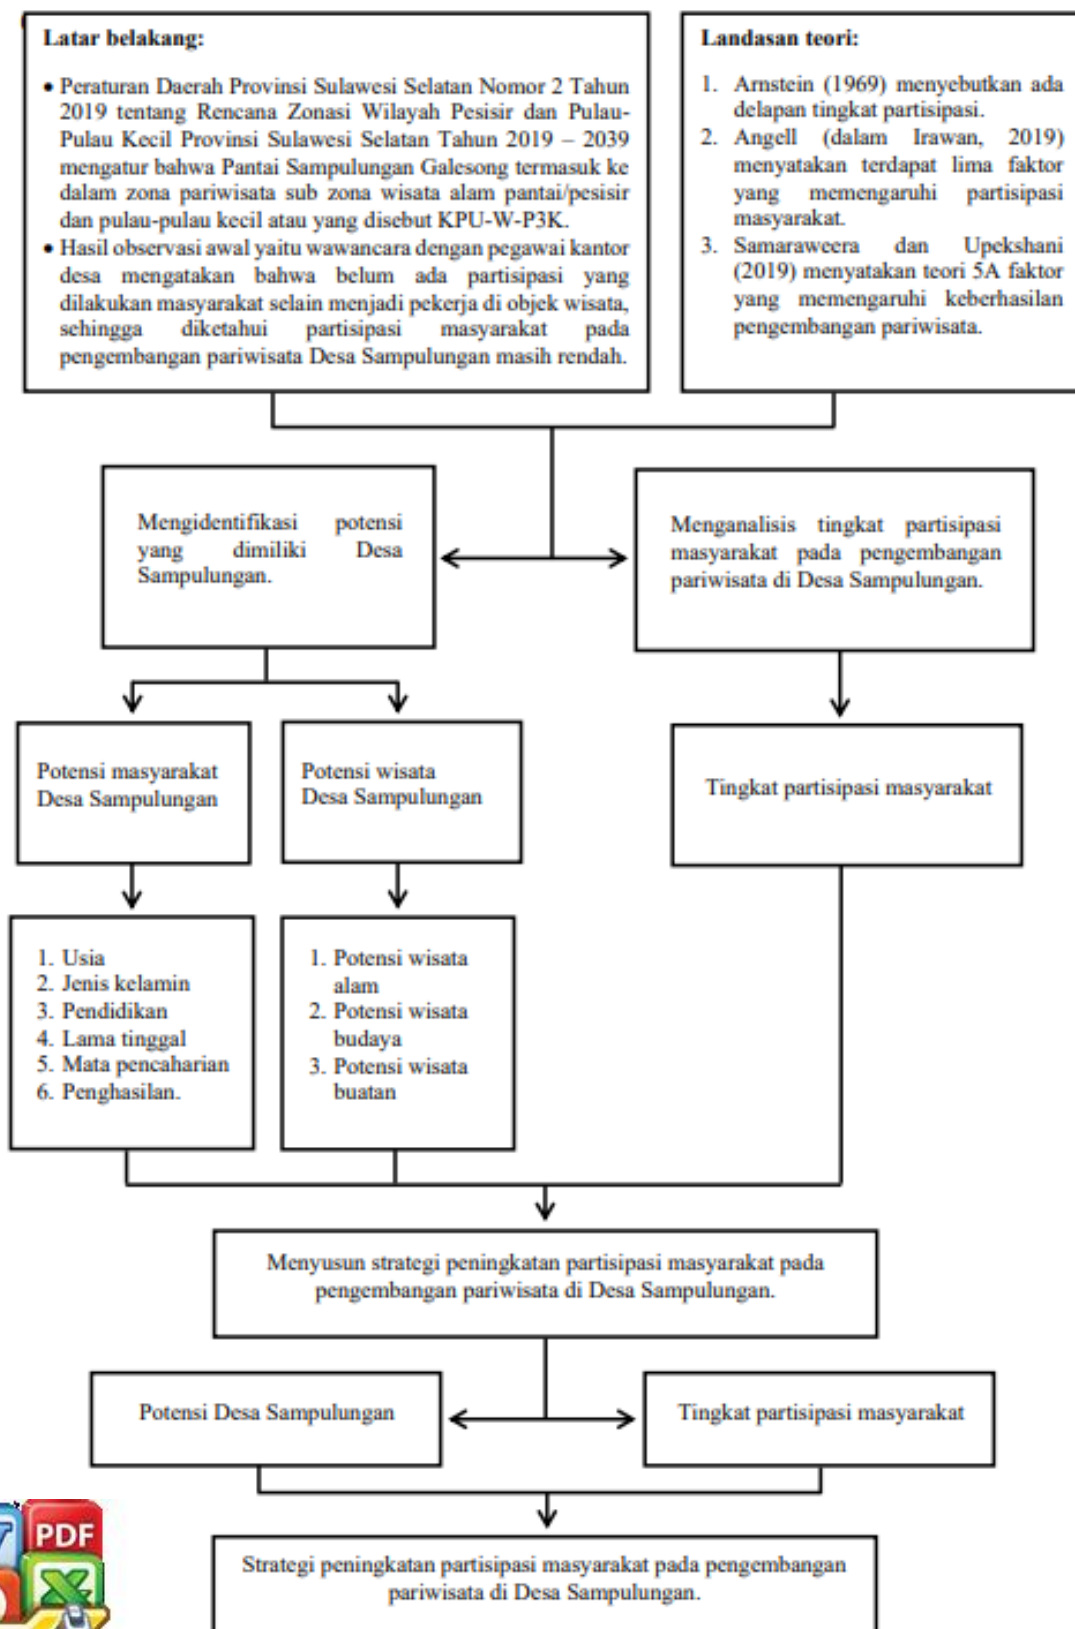 Latar belakang:
• Peraturan Daerah Provinsi Sulawesi Selatan Nomor 2 Tahun
2019 tentang Rencana Zonasi Wilayah Pesisir dan Pulau-
Pulau Kecil Provinsi Sulawesi Selatan Tahun 2019 – 2039
mengatur bahwa Pantai Sampulungan Galesong termasuk ke
dalam zona pariwisata sub zona wisata alam pantai/pesisir
dan pulau-pulau kecil atau yang disebut KPU-W-P3K.
• Hasil observasi awal yaitu wawancara dengan pegawai kantor
desa mengatakan bahwa belum ada partisipasi yang
dilakukan masyarakat selain menjadi pekerja di objek wisata,
sehingga diketahui partisipasi masyarakat pada
pengembangan pariwisata Desa Sampulungan masih rendah.
Landasan teori:
1. Arnstein (1969) menyebutkan ada
delapan tingkat partisipasi.
2. Angell (dalam Irawan, 2019)
menyatakan terdapat lima faktor
yang memengaruhi partisipasi
masyarakat.
3. Samaraweera dan Upekshani
(2019) menyatakan teori 5A faktor
yang memengaruhi keberhasilan
pengembangan pariwisata.
Mengidentifikasi potensi
yang dimiliki Desa
Sampulungan.
Menganalisis tingkat partisipasi
masyarakat pada pengembangan
pariwisata di Desa Sampulungan.
Potensi masyarakat
Desa Sampulungan
Potensi wisata
Desa Sampulungan
Tingkat partisipasi masyarakat
1. Usia
2. Jenis kelamin
3. Pendidikan
4. Lama tinggal
5. Mata pencaharian
6. Penghasilan.
1. Potensi wisata
alam
2. Potensi wisata
budaya
3. Potensi wisata
buatan
Menyusun strategi peningkatan partisipasi masyarakat pada
pengembangan pariwisata di Desa Sampulungan.
Potensi Desa Sampulungan
Tingkat partisipasi masyarakat
Strategi peningkatan partisipasi masyarakat pada pengembangan
pariwisata di Desa Sampulungan.
PDF